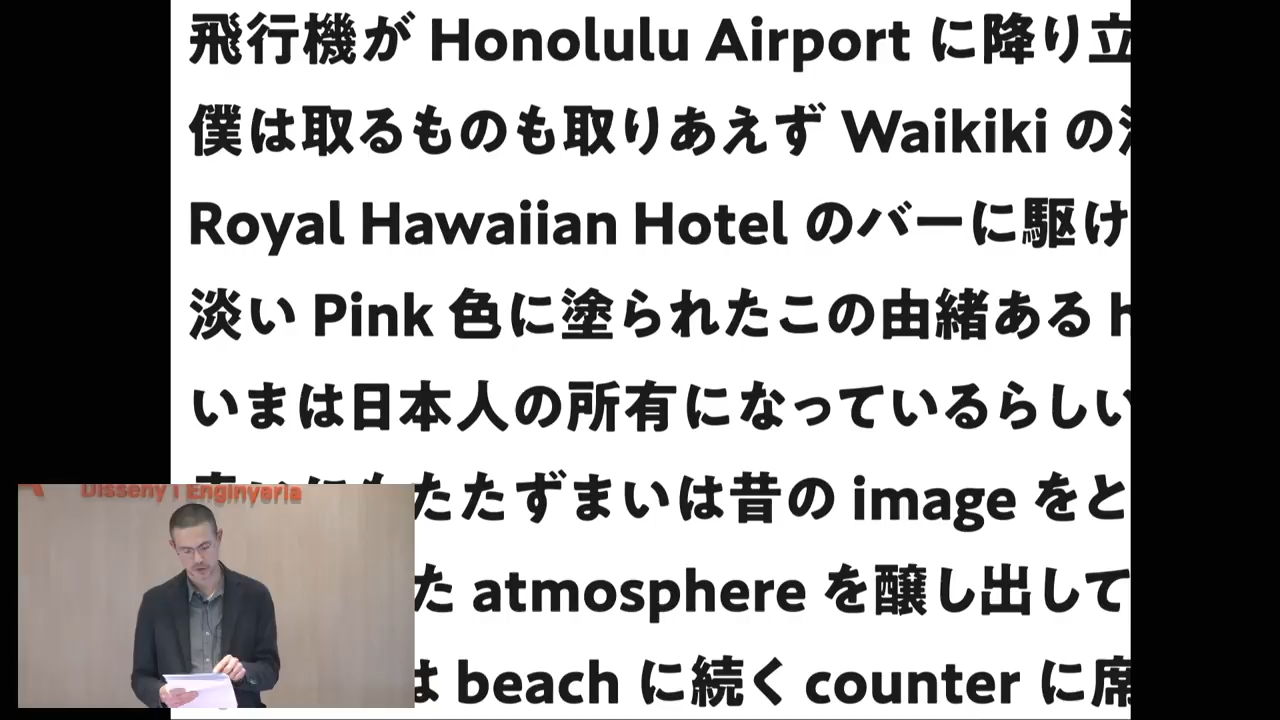 飛行機が Honolulu Airport に降り立
僕は取るものも取りあえず Waikiki の
Royal Hawaiian Hotel のバーに駆け
淡い Pink 色に塗られたこの由緒ある h
いまは日本人の所有になっているらしい
たたずまいは昔の image をと
た atmosphere を醸し出して
は beach に続く counter に席
Disseny i Enginyeria